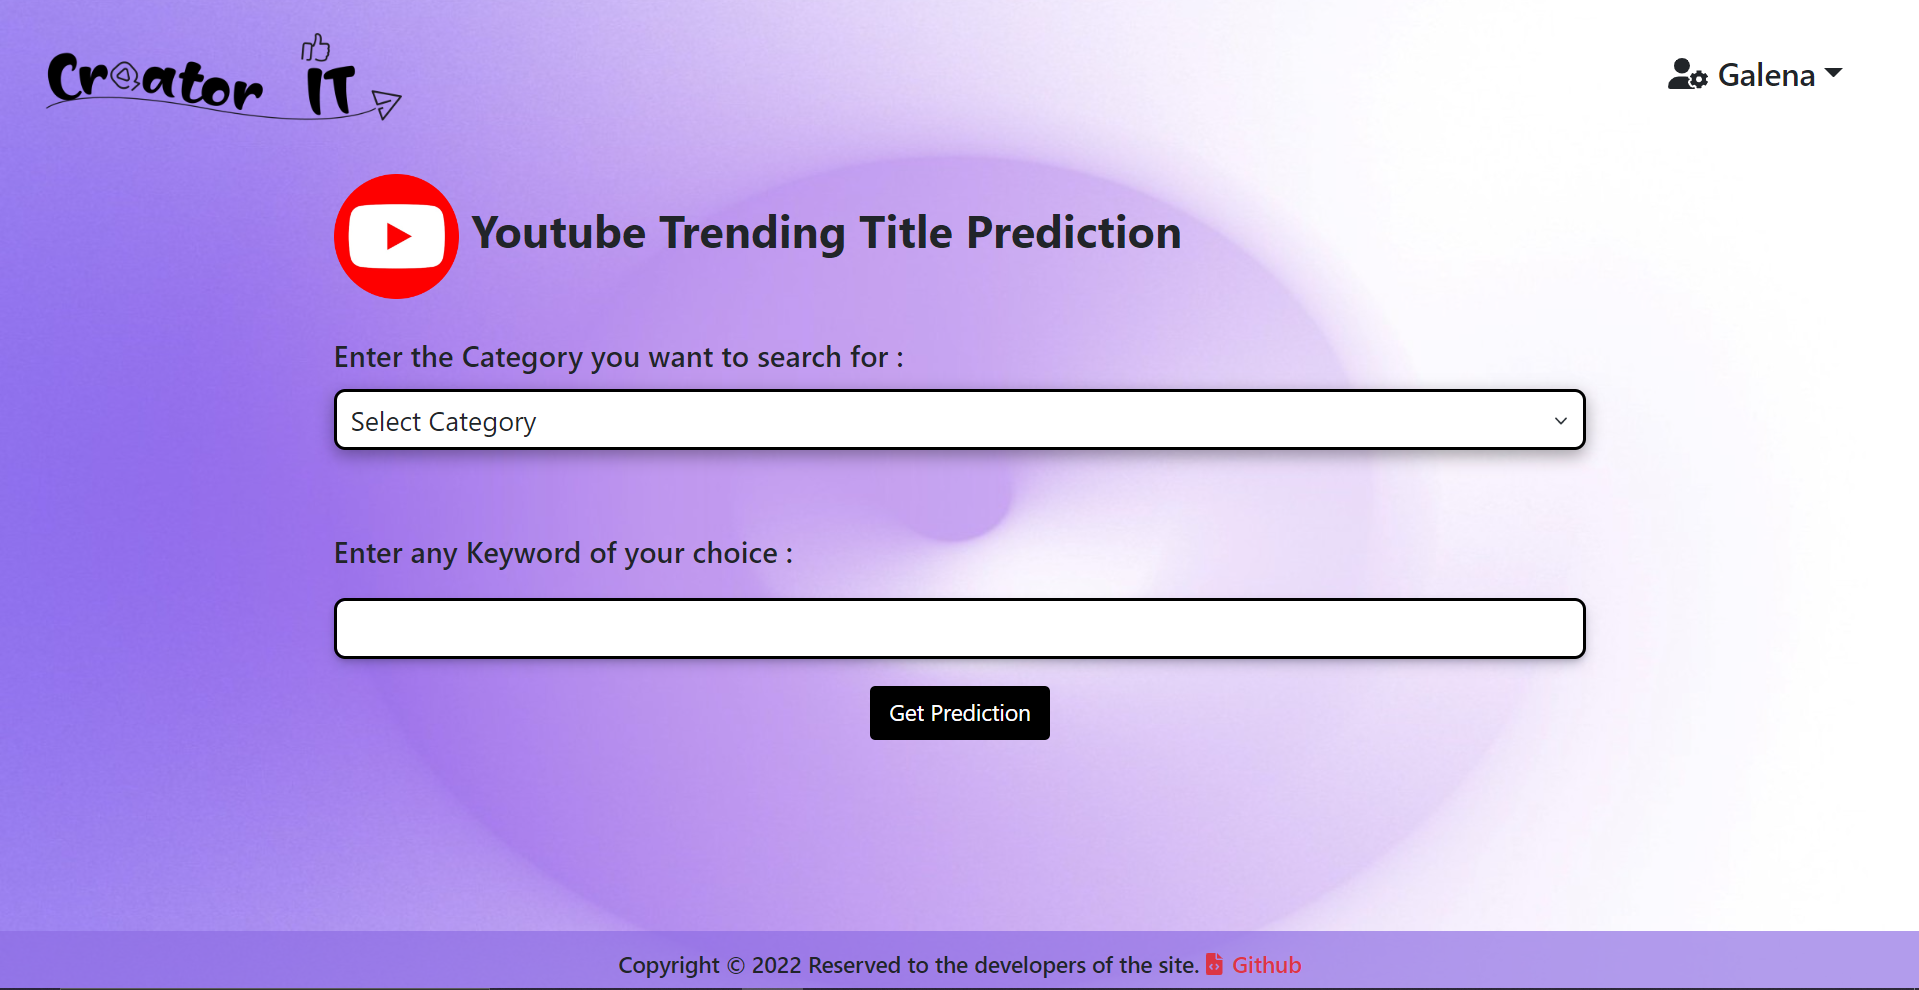 Creator IT
Galena
Youtube Trending Title Prediction
Enter the Category you want to search for :
Select Category
Enter any Keyword of your choice :
Get Prediction
Copyright © 2022 Reserved to the developers of the site. Github